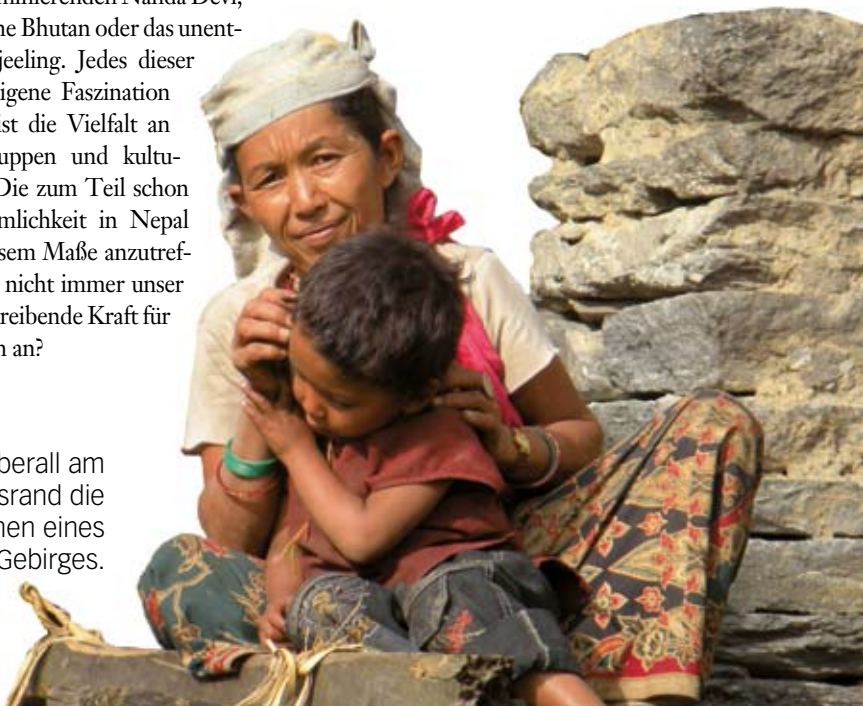 minierenden Nanda Devi,
ne Bhutan oder das unent-
jeeling. Jedes dieser
igene Faszination
ist die Vielfalt an
uppen und kultu-
Die zum Teil schon
mlichkeit in Nepal
sem Maße anzutref-
nicht immer unser
reibende Kraft für
n an?
berall am
srand die
nen eines
Gebirges.